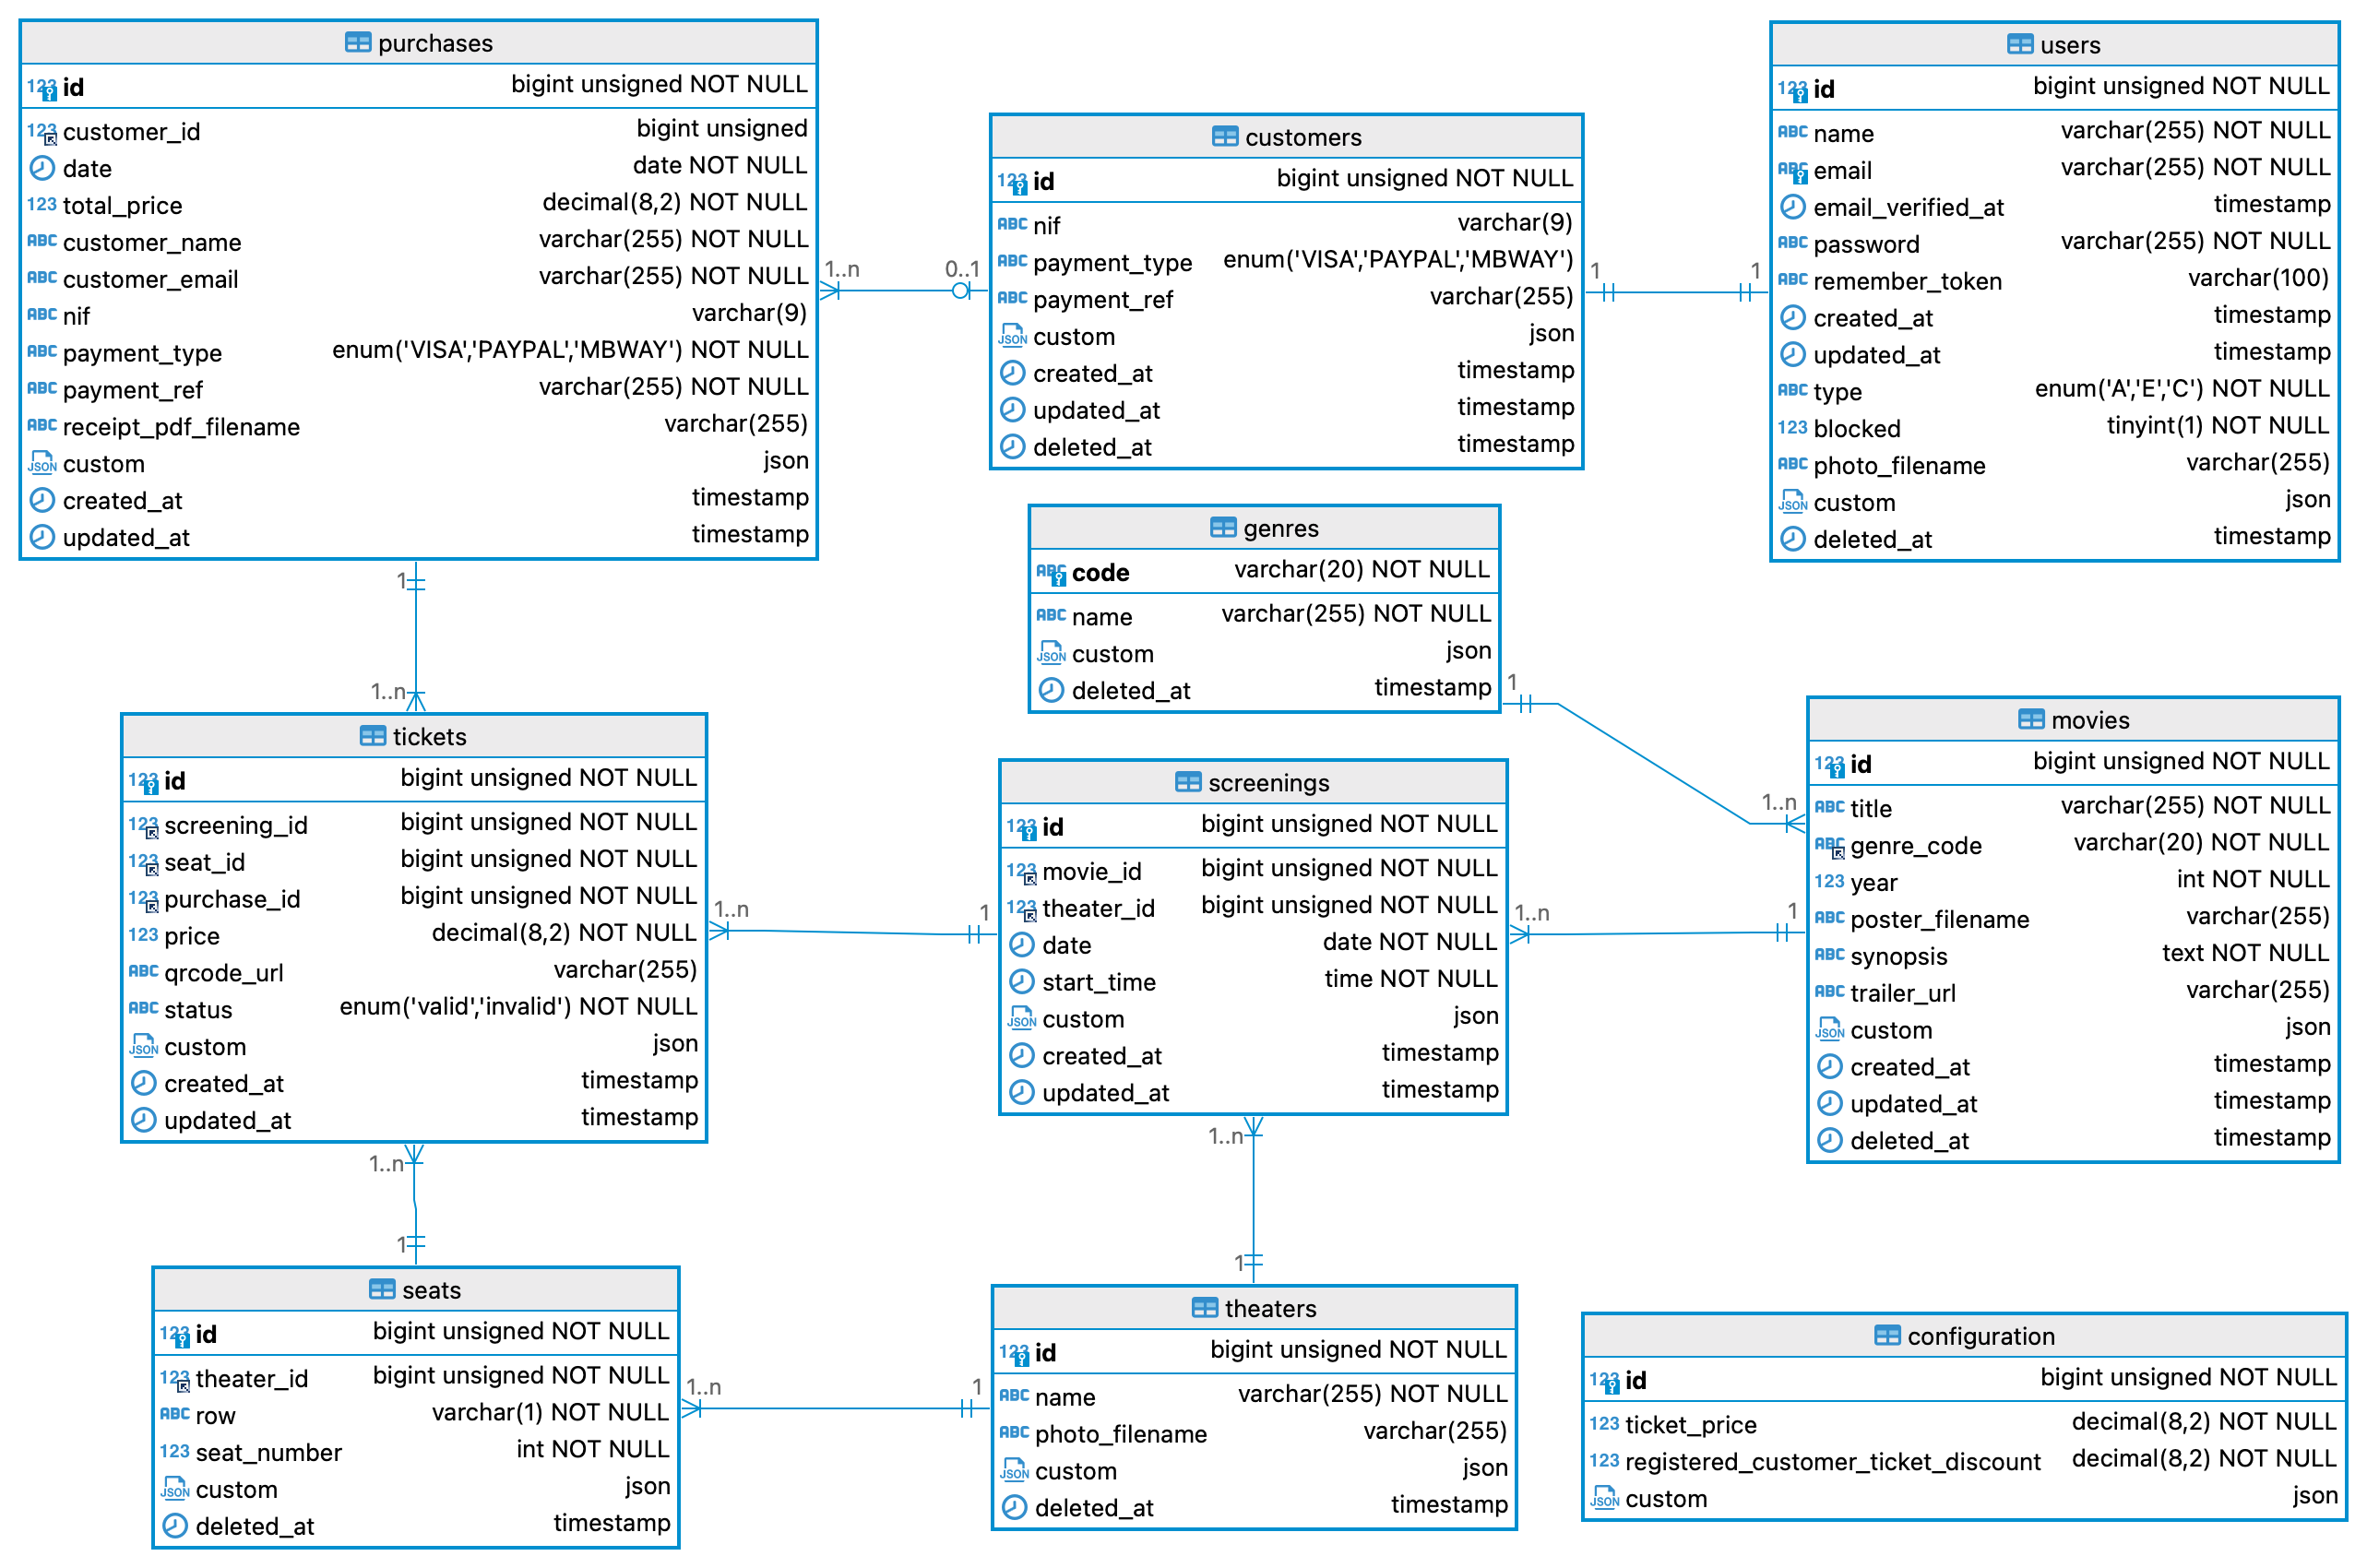 purchases
id bigint unsigned NOT NULL
customer_id bigint unsigned
date date NOT NULL
total_price decimal(8,2) NOT NULL
customer_name varchar(255) NOT NULL
customer_email varchar(255) NOT NULL
nif varchar(9)
payment_type enum('VISA','PAYPAL','MBWAY') NOT NULL
payment_ref varchar(255) NOT NULL
receipt_pdf_filename varchar(255)
custom json
created_at timestamp
updated_at timestamp
1..n 0..1
customers
id bigint unsigned NOT NULL
nif varchar(9)
payment_type enum('VISA','PAYPAL','MBWAY')
payment_ref varchar(255)
custom json
created_at timestamp
updated_at timestamp
deleted_at timestamp
1 1
users
id bigint unsigned NOT NULL
name varchar(255) NOT NULL
email varchar(255) NOT NULL
email_verified_at timestamp
password varchar(255) NOT NULL
remember_token varchar(100)
created_at timestamp
updated_at timestamp
type enum('A','E','C') NOT NULL
blocked tinyint(1) NOT NULL
photo_filename varchar(255)
custom json
deleted_at timestamp
genres
code varchar(20) NOT NULL
name varchar(255) NOT NULL
custom json
deleted_at timestamp
1
1..n
1
1..n
tickets
id bigint unsigned NOT NULL
screening_id bigint unsigned NOT NULL
seat_id bigint unsigned NOT NULL
purchase_id bigint unsigned NOT NULL
price decimal(8,2) NOT NULL
qrcode_url varchar(255)
status enum('valid','invalid') NOT NULL
custom json
created_at timestamp
updated_at timestamp
1..n 1
screenings
id bigint unsigned NOT NULL
movie_id bigint unsigned NOT NULL
theater_id bigint unsigned NOT NULL
date date NOT NULL
start_time time NOT NULL
custom json
created_at timestamp
updated_at timestamp
1..n 1
movies
id bigint unsigned NOT NULL
title varchar(255) NOT NULL
genre_code varchar(20) NOT NULL
year int NOT NULL
poster_filename varchar(255)
synopsis text NOT NULL
trailer_url varchar(255)
custom json
created_at timestamp
updated_at timestamp
deleted_at timestamp
1..n
1
1..n
1
seats
id bigint unsigned NOT NULL
theater_id bigint unsigned NOT NULL
row varchar(1) NOT NULL
seat_number int NOT NULL
custom json
deleted_at timestamp
1..n 1
theaters
id bigint unsigned NOT NULL
name varchar(255) NOT NULL
photo_filename varchar(255)
custom json
deleted_at timestamp
configuration
id bigint unsigned NOT NULL
ticket_price decimal(8,2) NOT NULL
registered_customer_ticket_discount decimal(8,2) NOT NULL
custom json